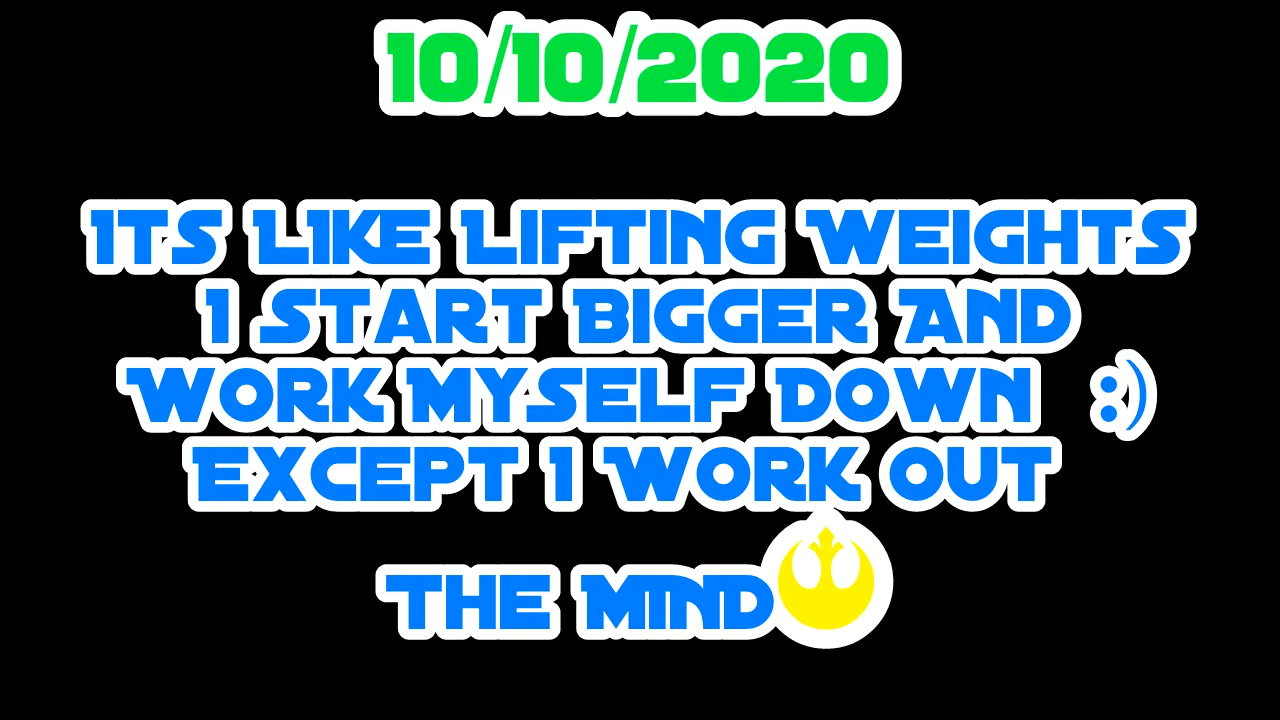 10/10/2020
ITS LIKE LIFTING WEIGHTS
I START BIGGER AND
WORK MYSELF DOWN :)
EXCEPT I WORK OUT
THE MIND